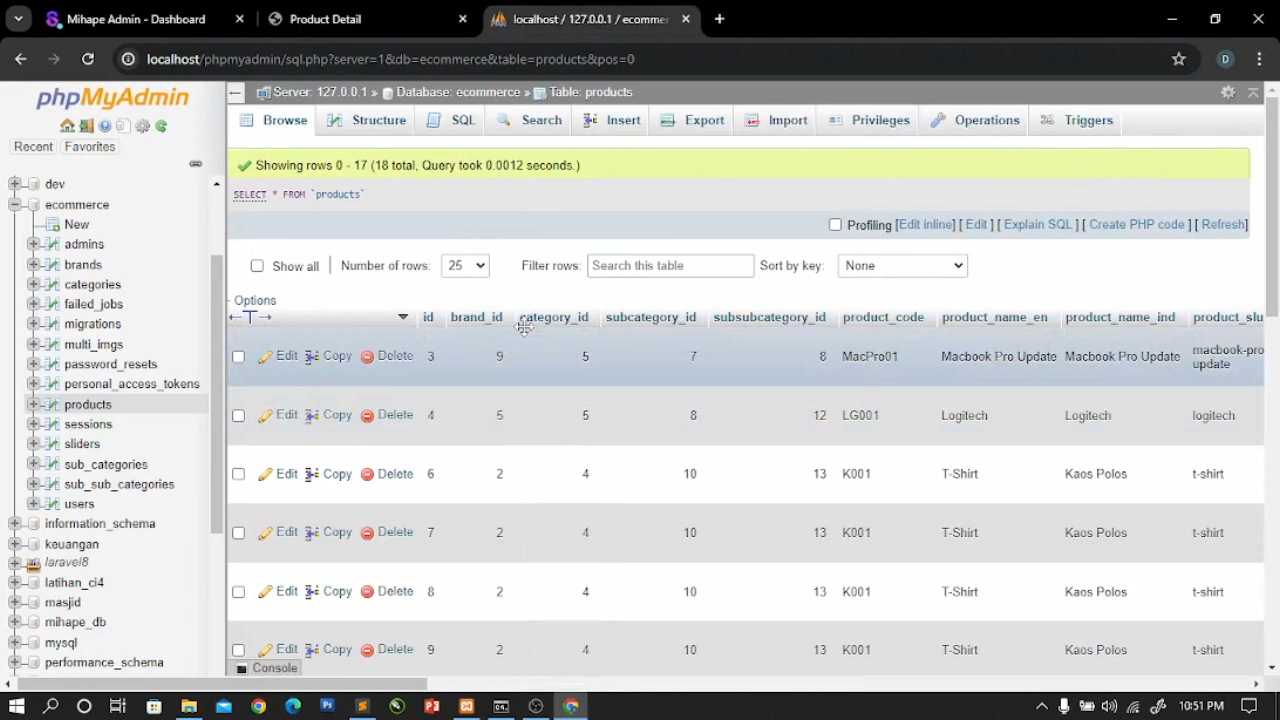 Mihape Admin - Dashboard
Product Detail
localhost / 127.0.0.1 / ecomme
localhost/phpmyadmin/sql.php?server=1&db=ecommerce&table=products&pos=0
D
phpMyAdmin
Recent
Favorites
dev
ecommerce
New
admins
brands
categories
failed_jobs
migrations
multi_imgs
password_resets
personal_access_tokens
products
sessions
sliders
sub_categories
sub_sub_categories
users
information_schema
keuangan
laravel8
latihan_ci4
masjid
mihape_db
mysql
performance_schema
Server: 127.0.0.1 » Database: ecommerce » Table: products
Browse Structure SQL Search Insert Export Import Privileges Operations Triggers
Showing rows 0 - 17 (18 total, Query took 0.0012 seconds.)
SELECT * FROM `products`
Profiling [Edit inline] [ Edit ] [ Explain SQL ] [ Create PHP code ] [ Refresh]
Show all | Number of rows: 25 Filter rows: Search this table Sort by key: None
Options
id brand_id category_id subcategory_id subsubcategory_id product_code product_name_en product_name_ind product_slu
Edit Copy Delete 3 9 5 7 8 MacPro01 Macbook Pro Update Macbook Pro Update macbook-pro
update
Edit Copy Delete 4 5 5 8 12 LG001 Logitech Logitech logitech
Edit Copy Delete 6 2 4 10 13 K001 T-Shirt Kaos Polos t-shirt
Edit Copy Delete 7 2 4 10 13 K001 T-Shirt Kaos Polos t-shirt
Edit Copy Delete 8 2 4 10 13 K001 T-Shirt Kaos Polos t-shirt
Edit Copy Delete 9 2 4 10 13 K001 T-Shirt Kaos Polos t-shirt
Console
10:51 PM